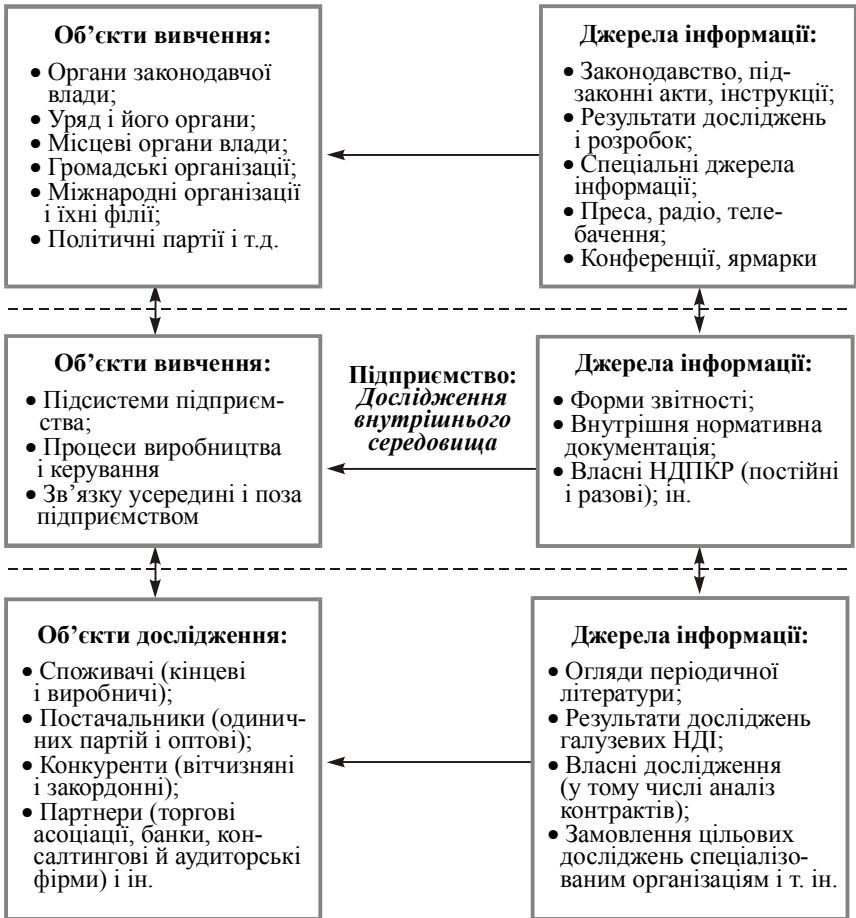 Об’єкти вивчення:
• Органи законодавчої
влади;
• Уряд і його органи;
• Місцеві органи влади;
• Громадські організації;
• Міжнародні організації
і їхні філії;
• Політичні партії і т.д.
Джерела інформації:
• Законодавство, під-
законні акти, інструкції;
• Результати досліджень
і розробок;
• Спеціальні джерела
інформації;
• Преса, радіо, теле-
бачення;
• Конференції, ярмарки
Об’єкти вивчення:
• Підсистеми підприєм-
ства;
• Процеси виробництва
і керування
• Зв’язку усередині і поза
підприємством
Підприємство:
Дослідження
внутрішнього
середовища
Джерела інформації:
• Форми звітності;
• Внутрішня нормативна
документація;
• Власні НДПКР (постійні
і разові); ін.
Об’єкти дослідження:
• Споживачі (кінцеві
і виробничі);
• Постачальники (одинич-
них партій і оптові);
• Конкуренти (вітчизняні
і закордонні);
• Партнери (торгові
асоціації, банки, кон-
салтингові й аудиторські
фірми) і ін.
Джерела інформації:
• Огляди періодичної
літератури;
• Результати досліджень
галузевих НДІ;
• Власні дослідження
(у тому числі аналіз
контрактів);
• Замовлення цільових
досліджень спеціалізо-
ваним організаціям і т. ін.